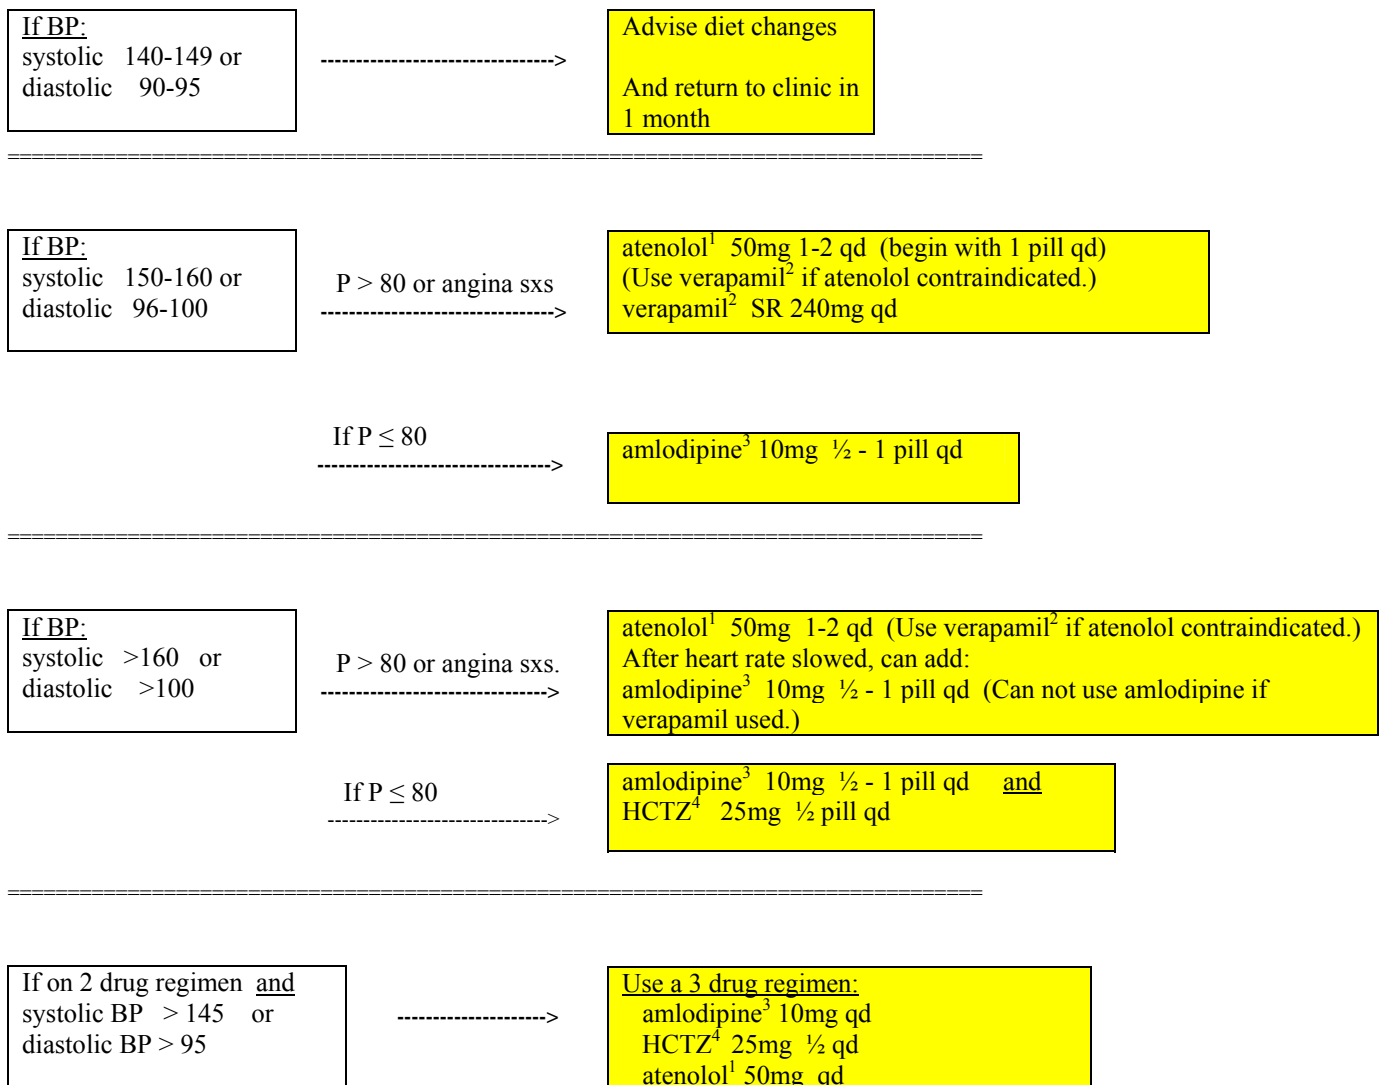 If BP:
systolic 140-149 or
diastolic 90-95
-------------------------------->
Advise diet changes
And return to clinic in
1 month
=================================================================================
If BP:
systolic 150-160 or
diastolic 96-100
P > 80 or angina sxs
-------------------------------->
atenolol¹ 50mg 1-2 qd (begin with 1 pill qd)
(Use verapamil² if atenolol contraindicated.)
verapamil² SR 240mg qd
If P ≤ 80
-------------------------------->
amlodipine³ 10mg ½ - 1 pill qd
=================================================================================
If BP:
systolic >160 or
diastolic >100
P > 80 or angina sxs.
-------------------------------->
atenolol¹ 50mg 1-2 qd (Use verapamil² if atenolol contraindicated.)
After heart rate slowed, can add:
amlodipine³ 10mg ½ - 1 pill qd (Can not use amlodipine if
verapamil used.)
If P ≤ 80
-------------------------------->
amlodipine³ 10mg ½ - 1 pill qd and
HCTZ⁴ 25mg ½ pill qd
=================================================================================
If on 2 drug regimen and
systolic BP > 145 or
diastolic BP > 95
--------------------->
Use a 3 drug regimen:
amlodipine³ 10mg qd
HCTZ⁴ 25mg ½ qd
atenolol¹ 50mg qd